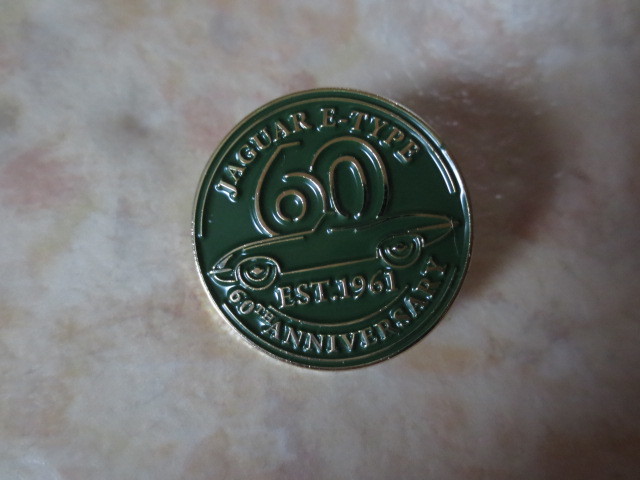 JAGUAR E-TYPE
60
EST.1961
60TH ANNIVERSARY